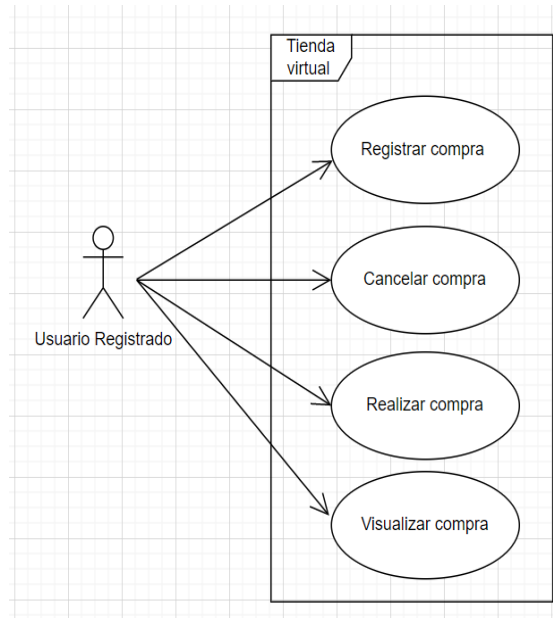 Tienda
virtual
Registrar compra
Cancelar compra
Usuario Registrado
Realizar compra
Visualizar compra